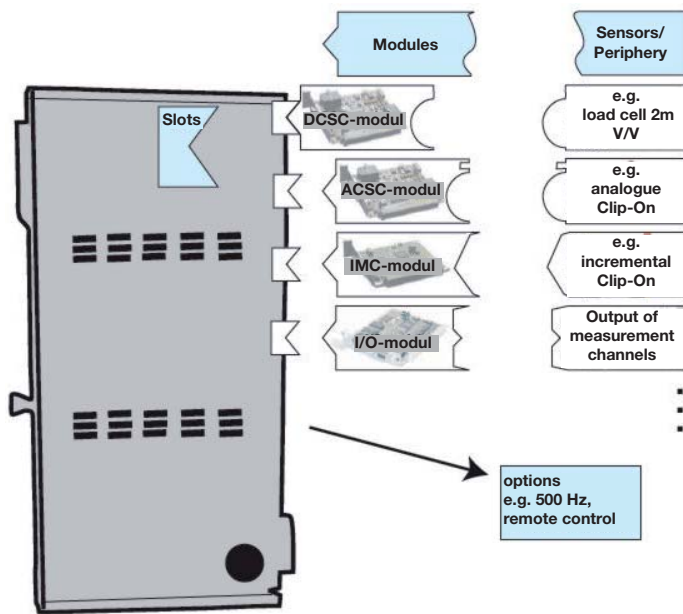 Modules
Sensors/
Periphery
Slots
DCSC-modul
e.g.
load cell 2m
V/V
ACSC-modul
e.g.
analogue
Clip-On
IMC-modul
e.g.
incremental
Clip-On
I/O-modul
Output of
measurement
channels
options
e.g. 500 Hz,
remote control